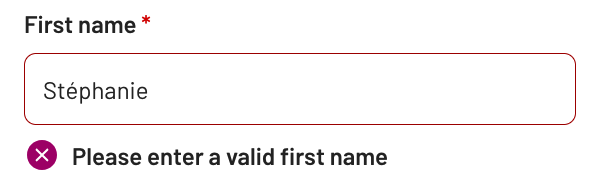 First name *
Stéphanie
Please enter a valid first name